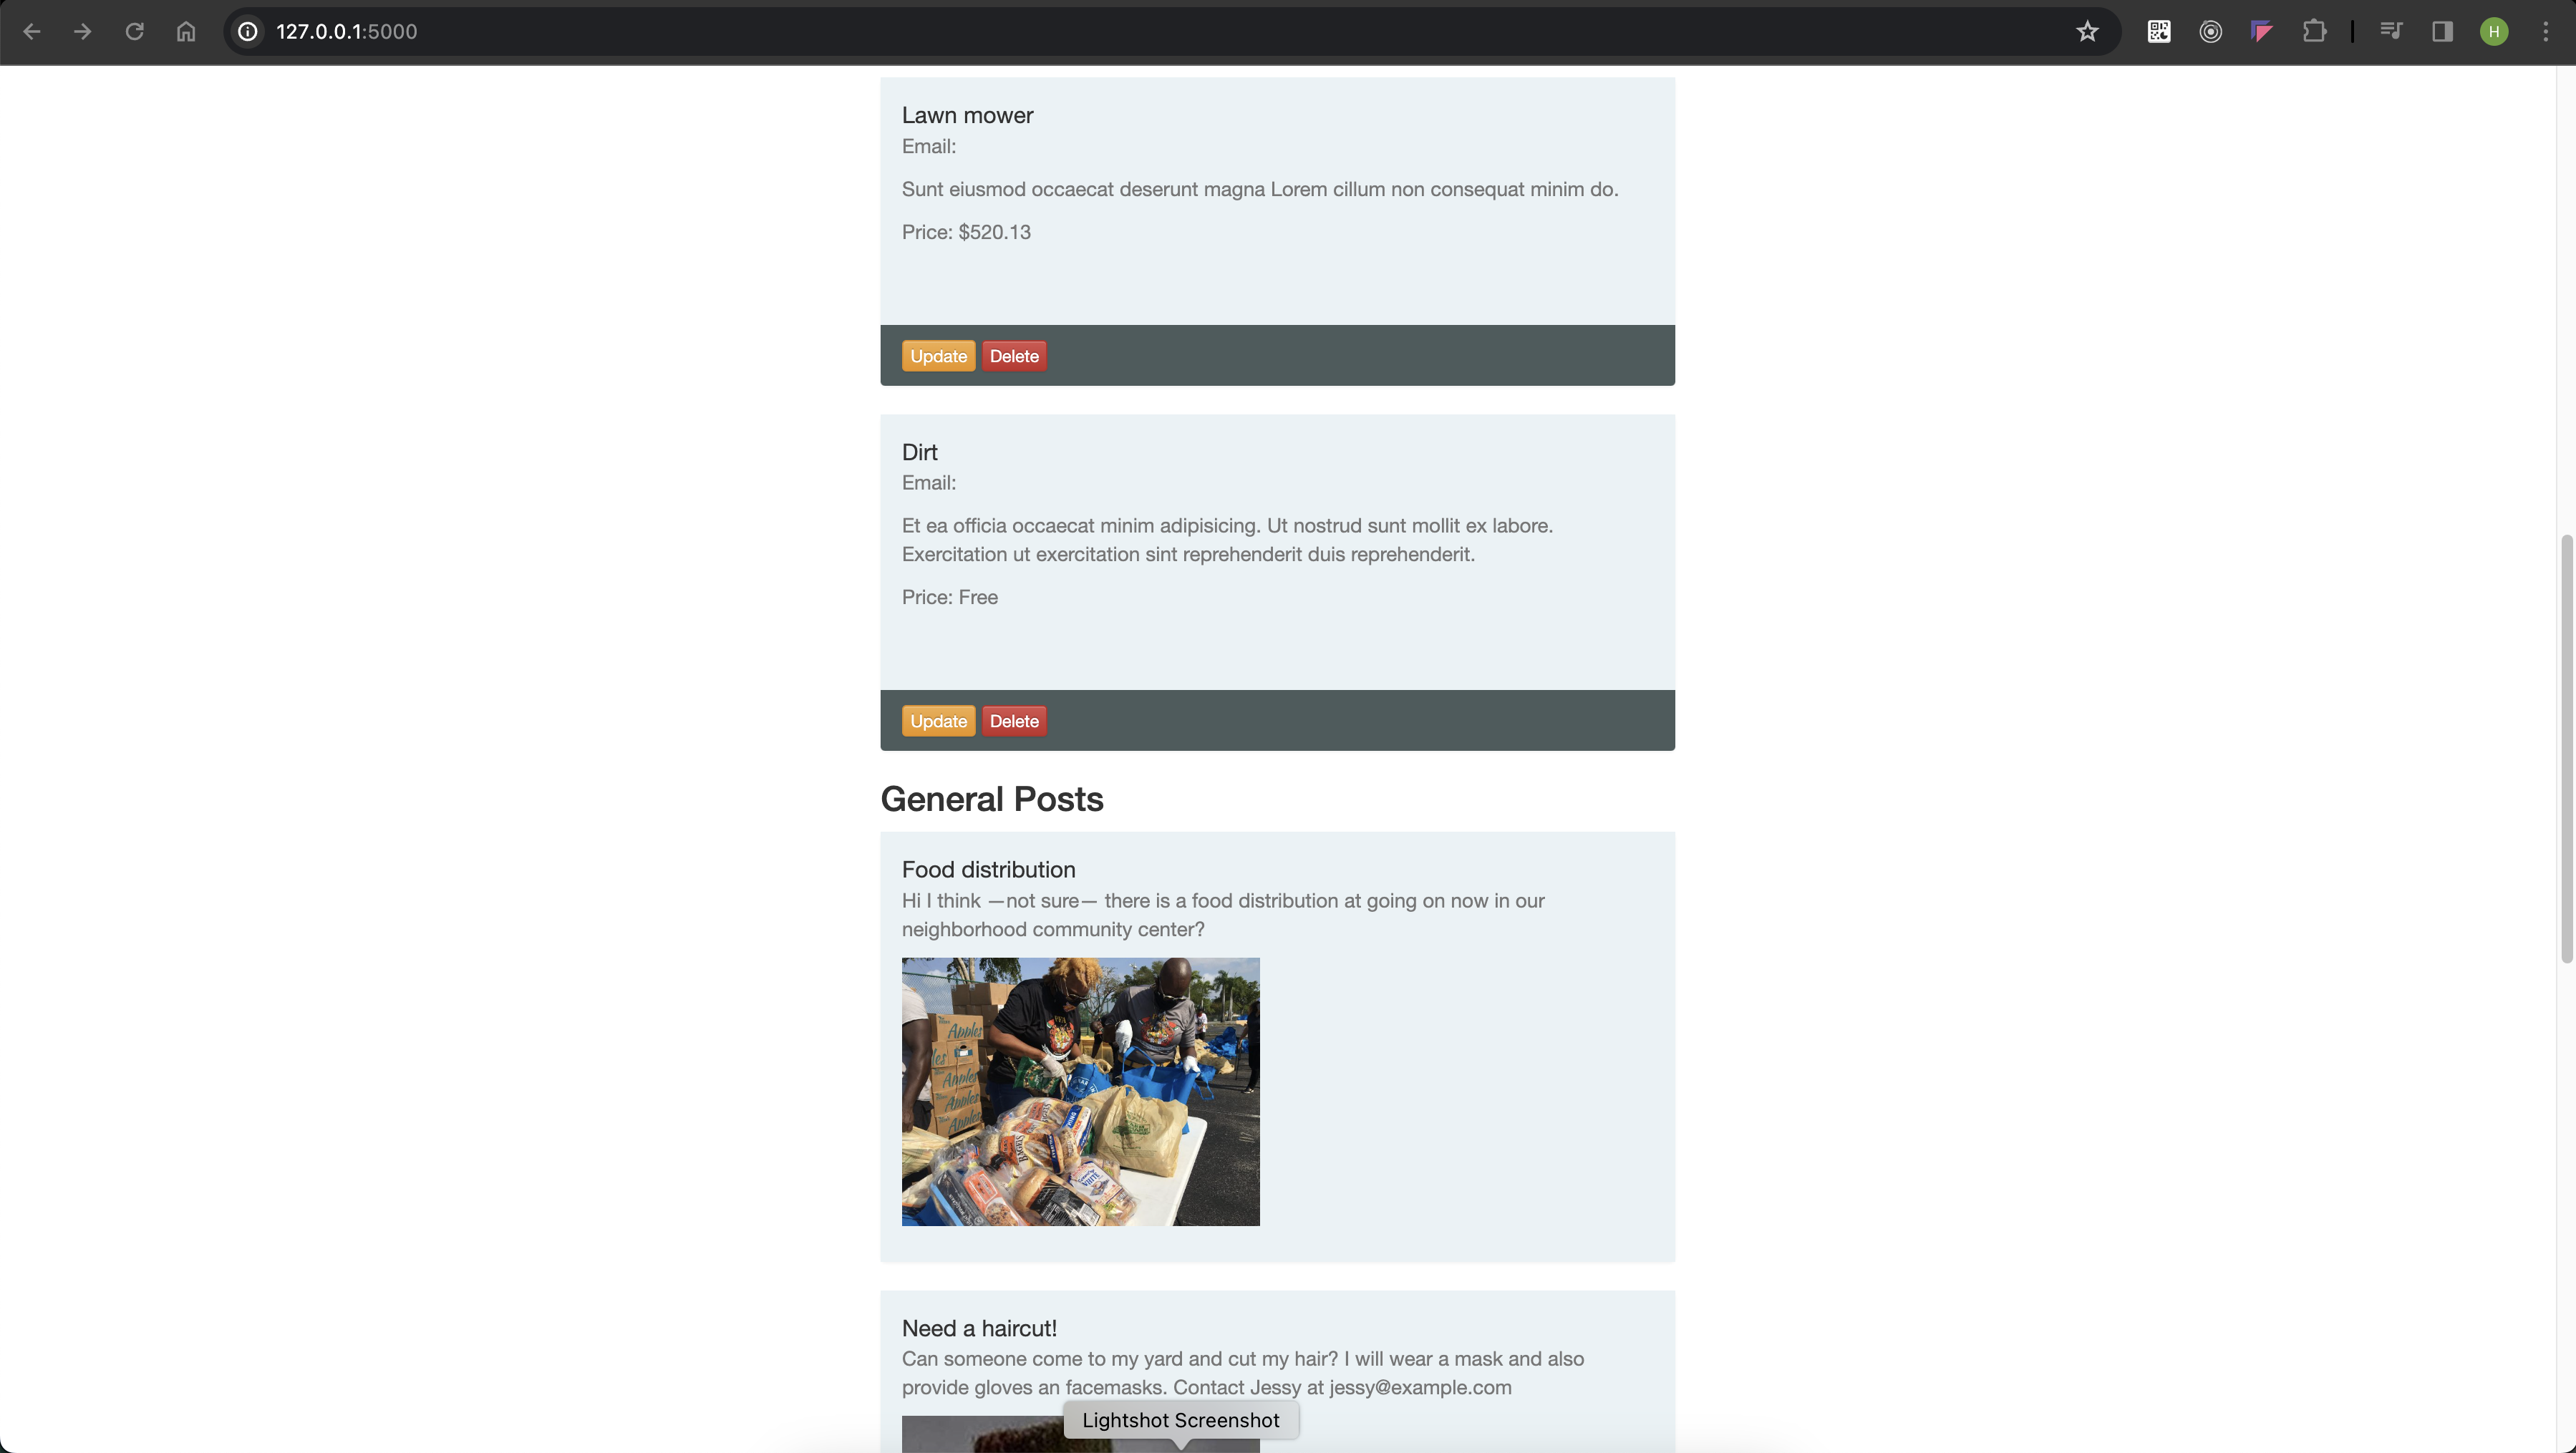 127.0.0.1:5000
H
Lawn mower
Email:
Sunt eiusmod occaecat deserunt magna Lorem cillum non consequat minim do.
Price: $520.13
Update Delete
Dirt
Email:
Et ea officia occaecat minim adipisicing. Ut nostrud sunt mollit ex labore.
Exercitation ut exercitation sint reprehenderit duis reprehenderit.
Price: Free
Update Delete
General Posts
Food distribution
Hi I think —not sure— there is a food distribution at going on now in our
neighborhood community center?
Apples
Apples
Apples
Apples
Need a haircut!
Can someone come to my yard and cut my hair? I will wear a mask and also
provide gloves an facemasks. Contact Jessy at jessy@example.com
Lightshot Screenshot